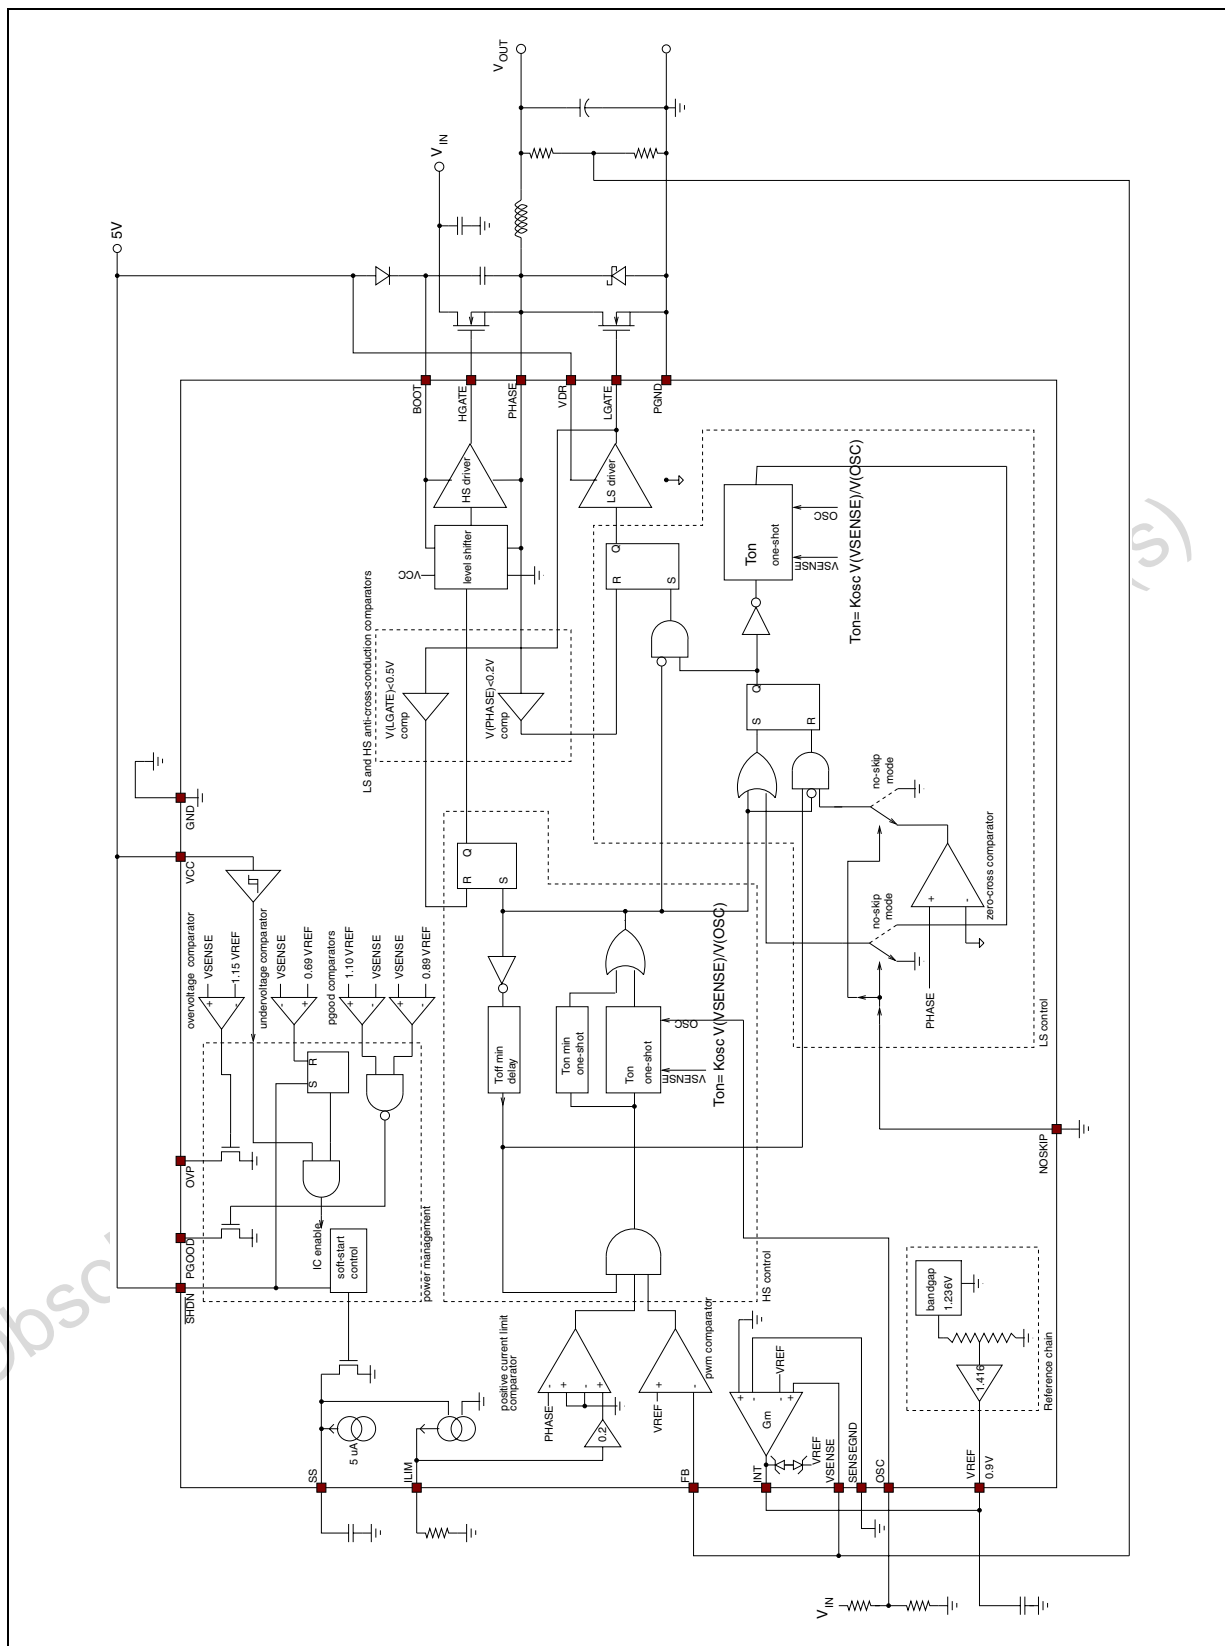 5V
V IN
V OUT
BOOT
HGATE
PHASE
VDR
LGATE
PGND
HS driver
LS driver
level shifter
VCC
LS and HS anti-cross-conduction comparators
V(LGATE)<0.5V
comp
V(PHASE)<0.2V
comp
R
Q
S
Ton
one-shot
OSC
VSENSE
Ton= Kosc V(VSENSE)/V(OSC)
S
Q
R
no-skip
mode
no-skip
mode
+
-
zero-cross comparator
PHASE
LS control
NOSKIP
GND
VCC
OVP
PGOOD
SHDN
overvoltage comparator
VSENSE
1.15 VREF
+
-
undervoltage comparator
VSENSE
0.69 VREF
-
+
pgood comparators
1.10 VREF
VSENSE
+
-
VSENSE
0.89 VREF
+
-
S
R
IC enable
soft-start
control
power management
R
Q
S
Toff min
delay
Ton min
one-shot
Ton
one-shot
OSC
VSENSE
Ton= Kosc V(VSENSE)/V(OSC)
HS control
positive current limit
comparator
PHASE
-
+
-
+
0.2
pwm comparator
VREF
+
-
Gm
+
-
-
+
VREF
VREF
5 uA
SS
ILIM
FB
INT
VSENSE
SENSEGND
OSC
VREF
0.9V
bandgap
1.236V
1.416
Reference chain
V IN
(s)